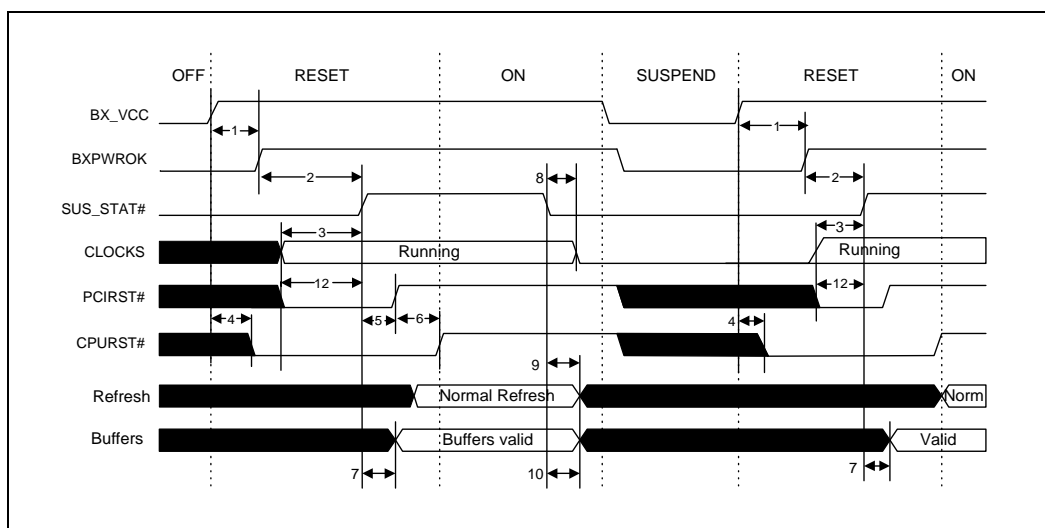 OFF RESET ON SUSPEND RESET ON
BX_VCC
1 1
BXPWROK
2 8 2
SUS_STAT#
3 3
CLOCKS Running Running
12 12
PCIRST#
4 5 6 4
CPURST#
9
Refresh Normal Refresh Norm
Buffers Buffers valid Valid
7 10 7